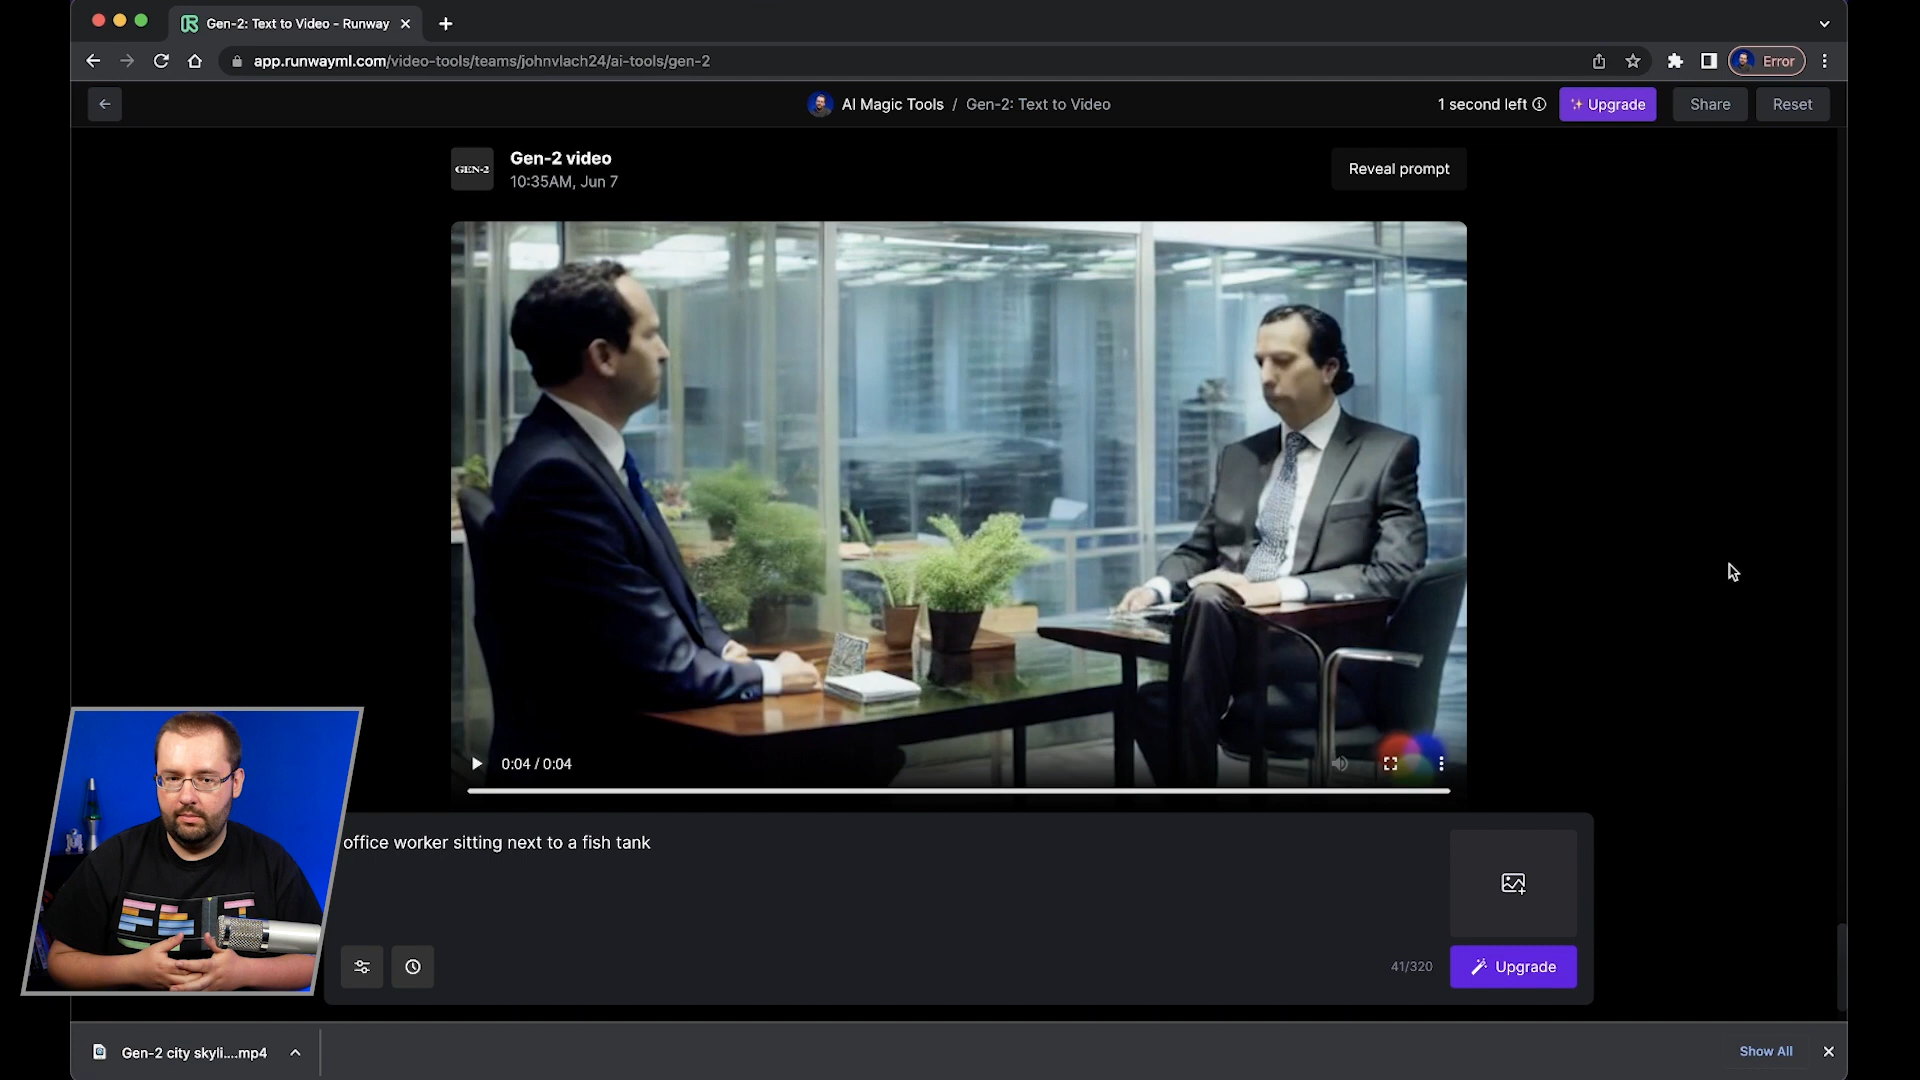 Gen-2: Text to Video - Runway
app.runwayml.com/video-tools/teams/johnvlach24/ai-tools/gen-2
Error
AI Magic Tools / Gen-2: Text to Video
1 second left
Upgrade
Share
Reset
GEN-2
Gen-2 video
10:35AM, Jun 7
Reveal prompt
0:04 / 0:04
office worker sitting next to a fish tank
41/320
Upgrade
Gen-2 city skyli....mp4
Show All